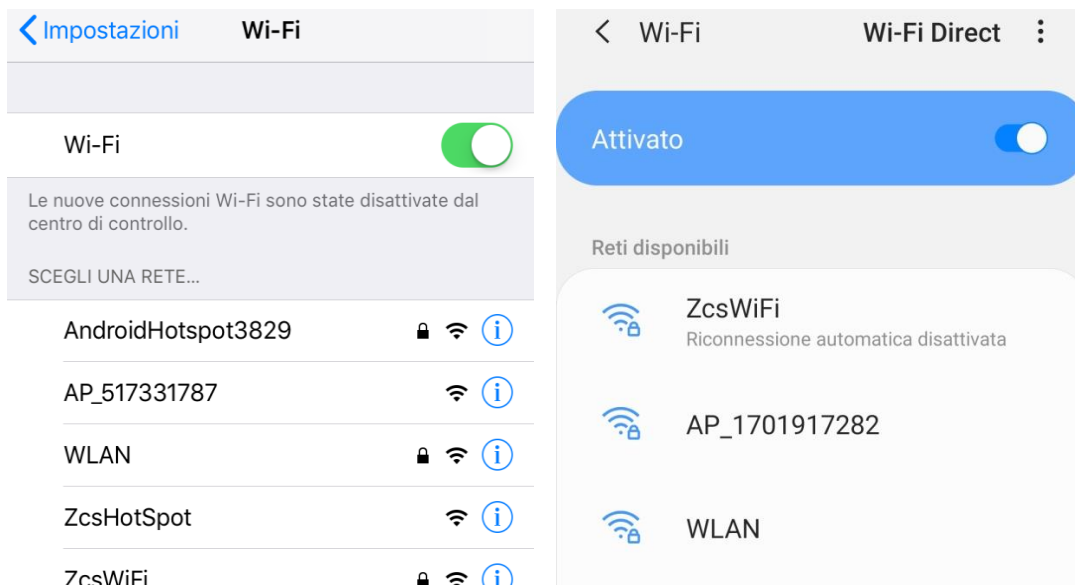 Impostazioni Wi-Fi
Wi-Fi
Le nuove connessioni Wi-Fi sono state disattivate dal
centro di controllo.
SCEGLI UNA RETE...
AndroidHotspot3829
AP_517331787
WLAN
ZcsHotSpot
ZcsWiFi
Wi-Fi Wi-Fi Direct
Attivato
Reti disponibili
ZcsWiFi
Riconnessione automatica disattivata
AP_1701917282
WLAN